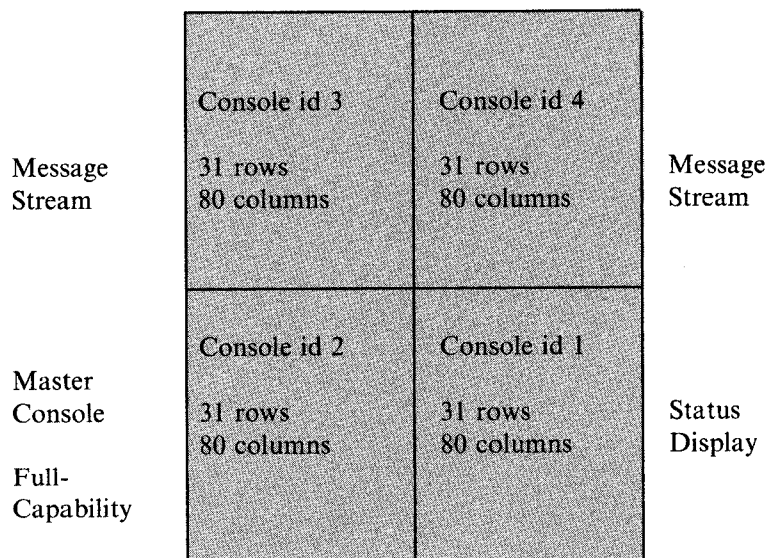 Console id 3
Console id 4
Message
Stream
31 rows
80 columns
31 rows
80 columns
Message
Stream
Console id 2
Console id 1
Master
Console
31 rows
80 columns
31 rows
80 columns
Status
Display
Full-
Capability